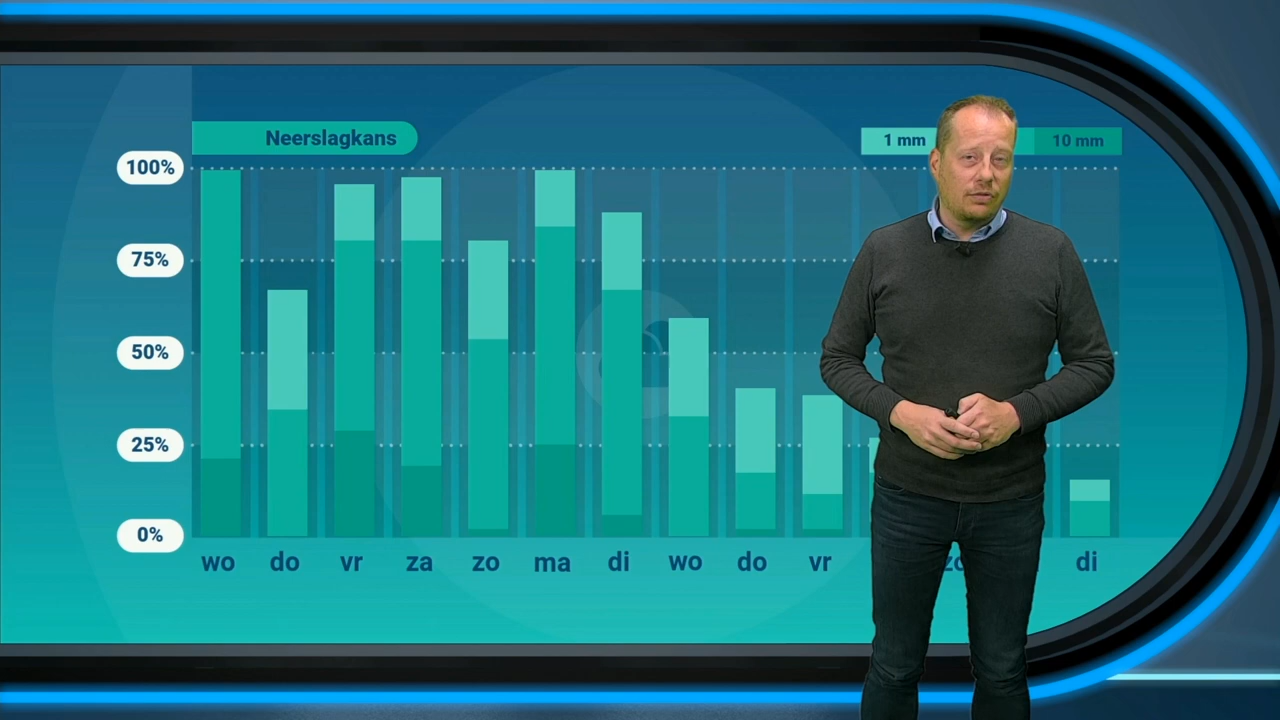 Neerslagkans
1 mm
10 mm
100%
75%
50%
25%
0%
wo do vr za zo ma di wo do vr di